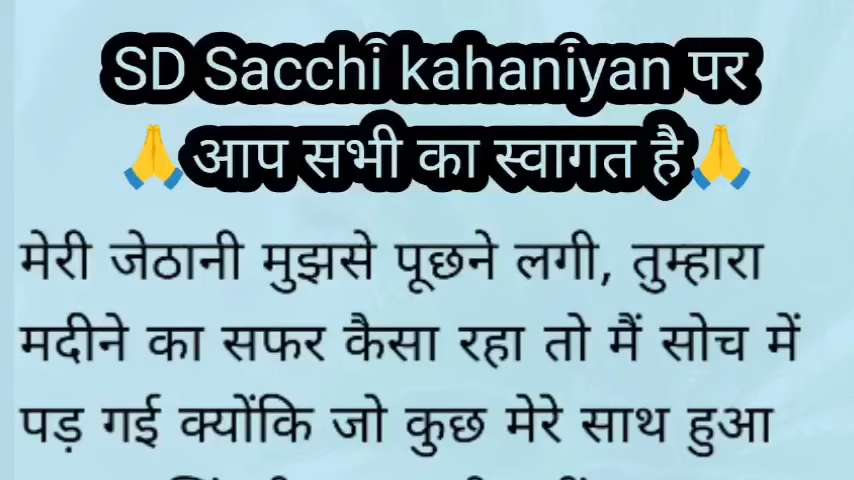 SD Sacchi kahaniyan पर
🙏आप सभी का स्वागत है🙏
मेरी जेठानी मुझसे पूछने लगी, तुम्हारा
मदीने का सफर कैसा रहा तो मैं सोच में
पड़ गई क्योंकि जो कुछ मेरे साथ हुआ